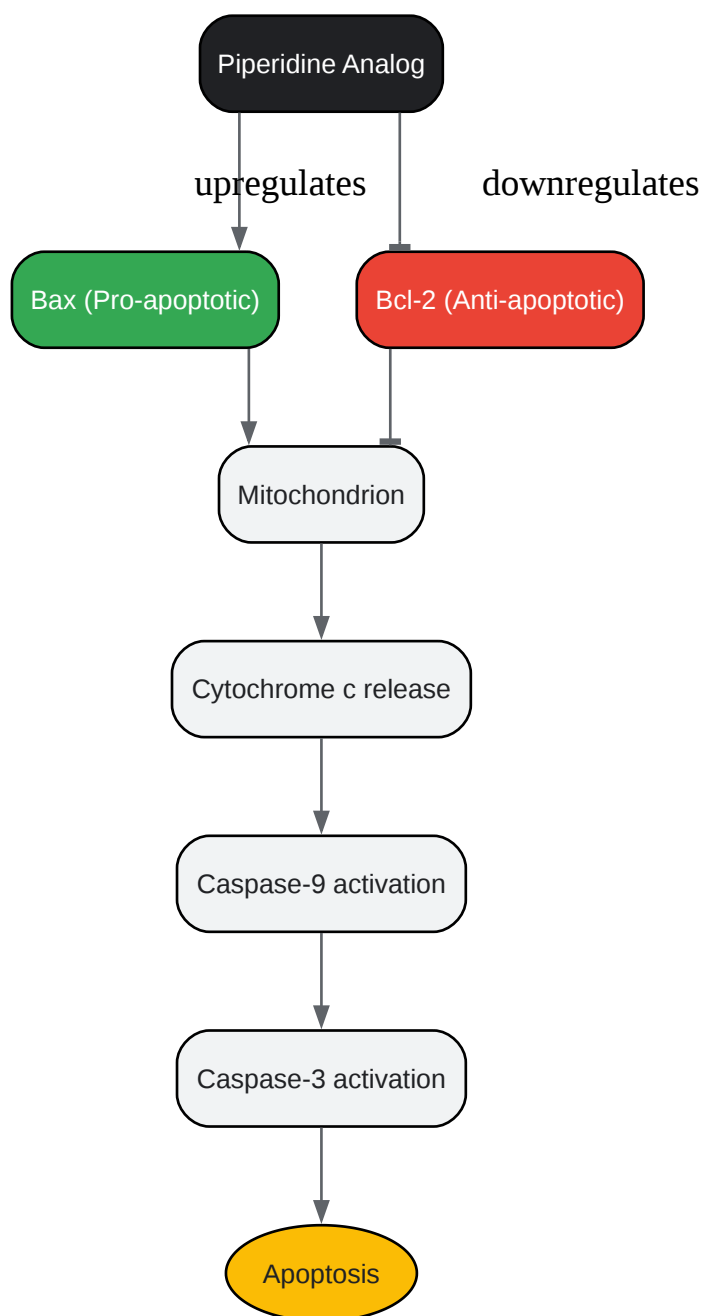 Piperidine Analog
upregulates
downregulates
Bax (Pro-apoptotic)
Bcl-2 (Anti-apoptotic)
Mitochondrion
Cytochrome c release
Caspase-9 activation
Caspase-3 activation
Apoptosis